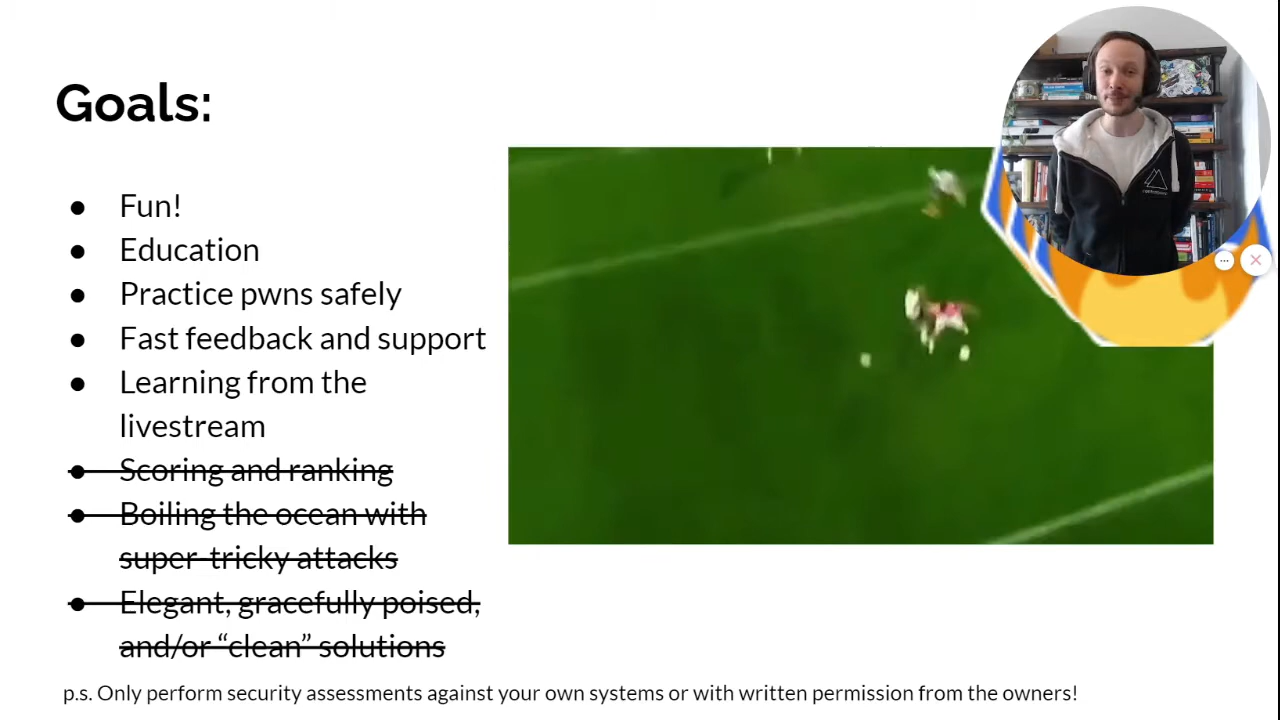 Goals:
● Fun!
● Education
● Practice pwns safely
● Fast feedback and support
● Learning from the
livestream
● Scoring and ranking
● Boiling the ocean with
super-tricky attacks
● Elegant, gracefully poised,
and/or “clean” solutions
p.s. Only perform security assessments against your own systems or with written permission from the owners!